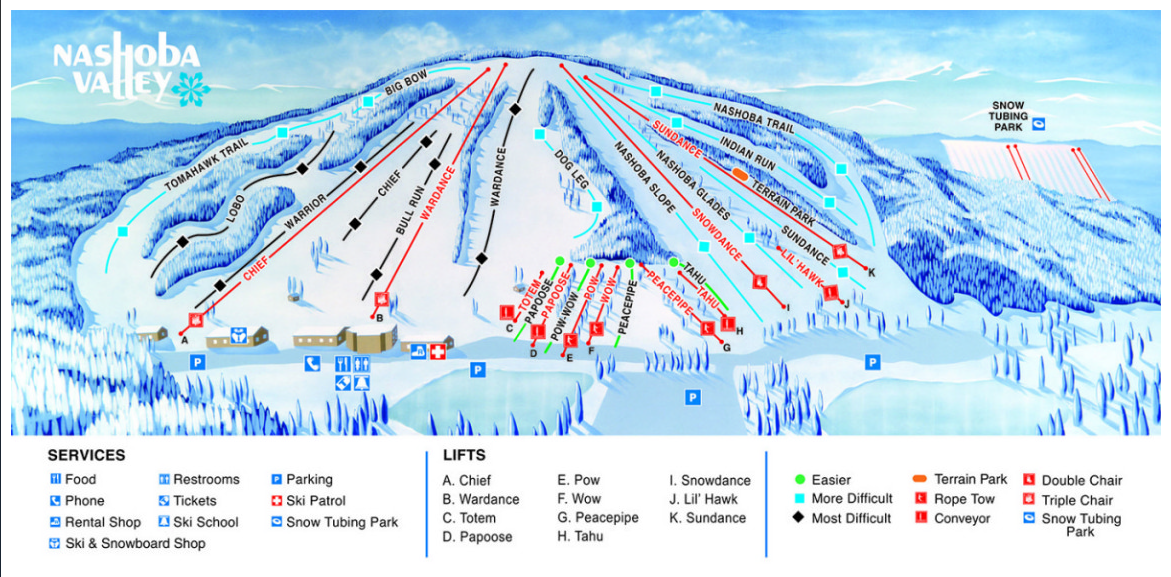 NASHOBA
VALLEY
BIG BOW
TOMAHAWK TRAIL
LOBO
WARRIOR
CHIEF
CHIEF
BULL RUN
WARDANCE
WARDANCE
DOG LEG
NASHOBA SLOPE
NASHOBA GLADES
SNOWDANCE
SUNDANCE
TERRAIN PARK
SUNDANCE
INDIAN RUN
NASHOBA TRAIL
LIL' HAWK
SNOW
TUBING
PARK
TOTEM
PAPOOSE
PAPOOSE
POW-WOW
POW
WOW
PEACEPIPE
PEACEPIPE
TAHU
TAHU
A
B
C
D
E
F
G
H
I
J
K
P
P
P
P
SERVICES
Food
Phone
Rental Shop
Ski & Snowboard Shop
Restrooms
Tickets
Ski School
P Parking
Ski Patrol
Snow Tubing Park
LIFTS
A. Chief
B. Wardance
C. Totem
D. Papoose
E. Pow
F. Wow
G. Peacepipe
H. Tahu
I. Snowdance
J. Lil' Hawk
K. Sundance
Easier
More Difficult
Most Difficult
Terrain Park
Rope Tow
Conveyor
Double Chair
Triple Chair
Snow Tubing
Park